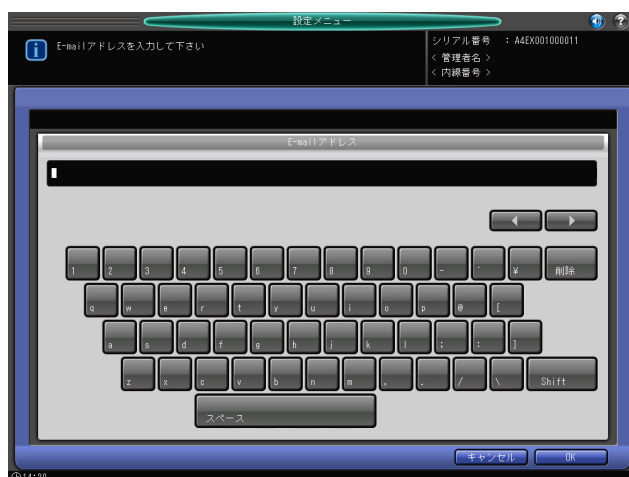 設定メニュー
E-mailアドレスを入力して下さい
シリアル番号 : A4EX001000011
< 管理者名 >
< 内線番号 >
E-mailアドレス
1 2 3 4 5 6 7 8 9 0 - ^ ¥ 削除
q w e r t y u i o p @ [
a s d f g h j k l ; : ]
z x c v b n m , . / \ Shift
スペース
キャンセル OK
14:20